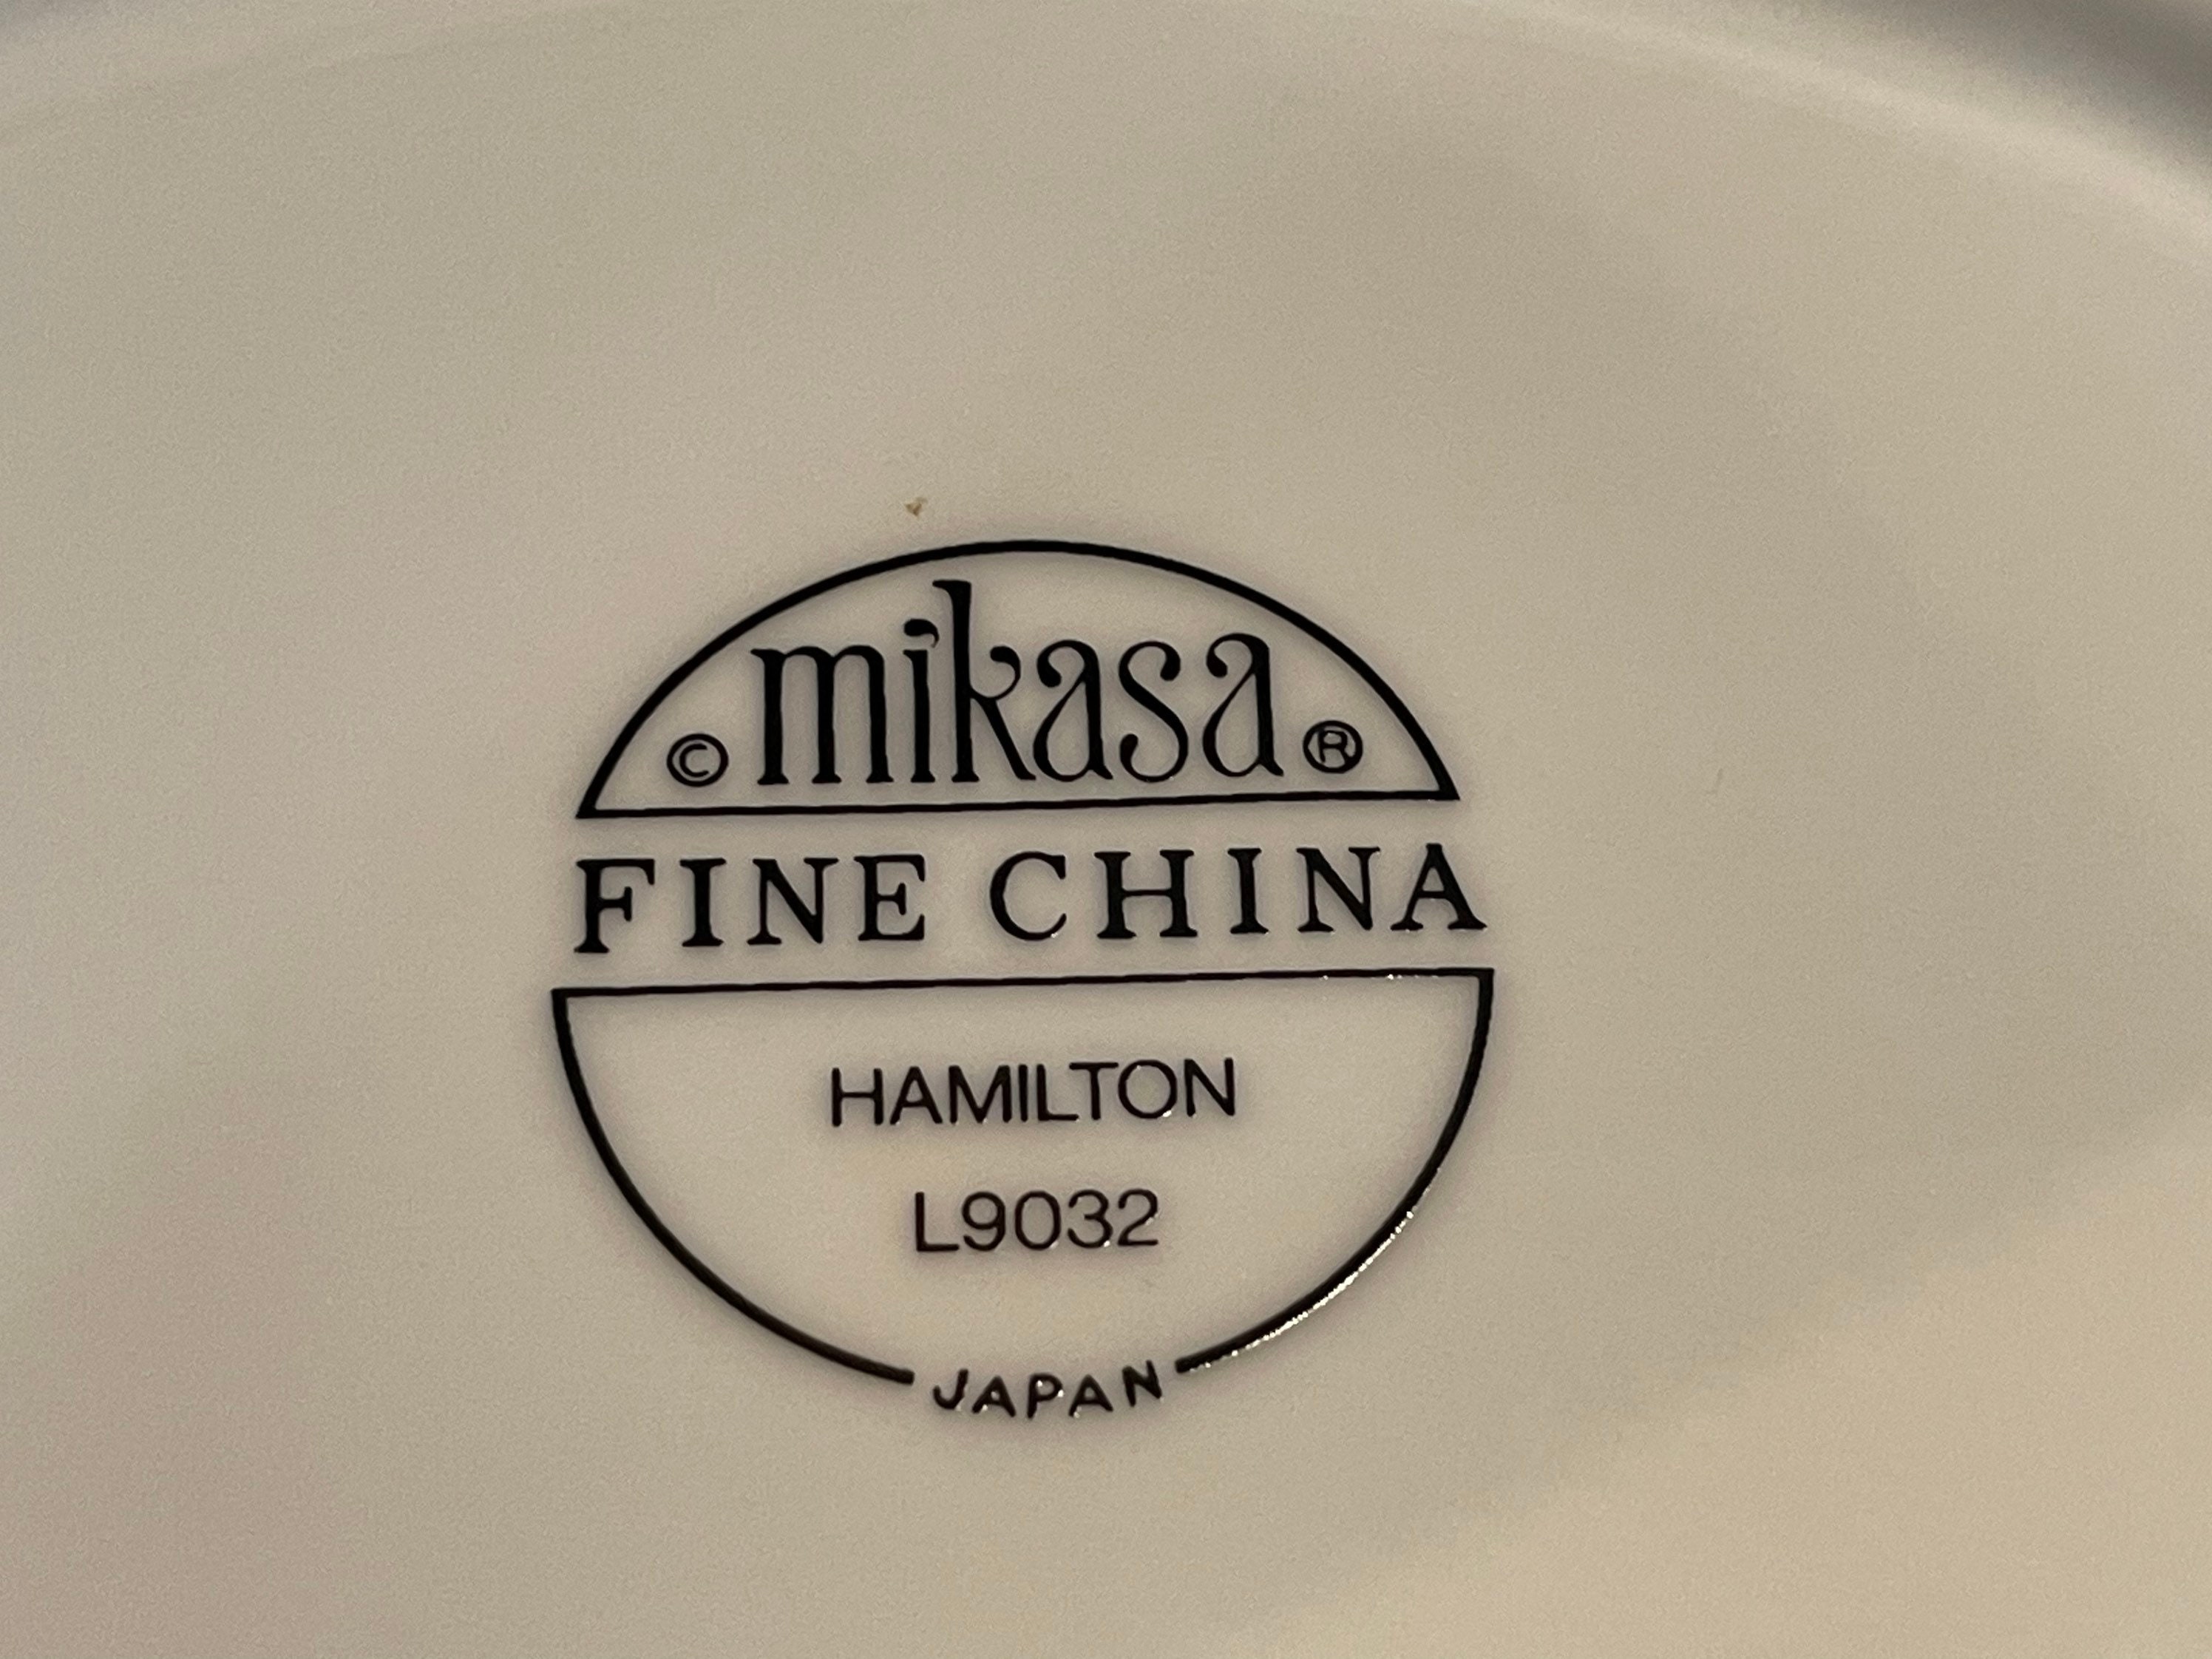 © mikasa ®
FINE CHINA
HAMILTON
L9032
JAPAN